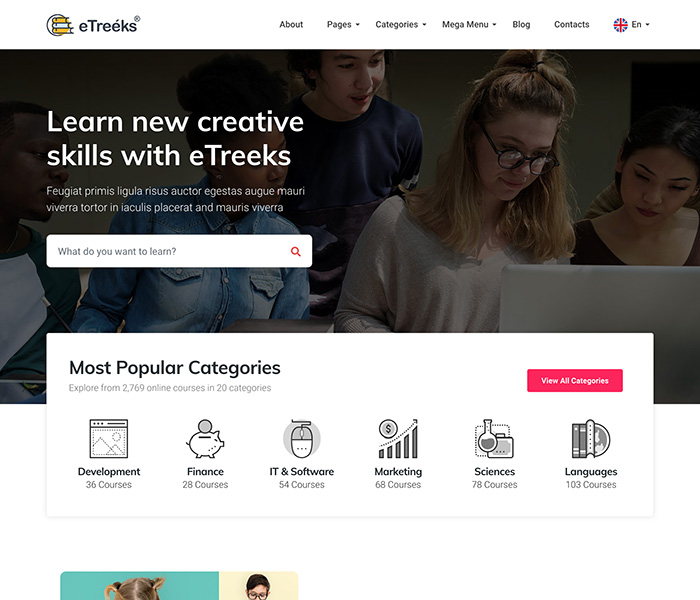 eTreeks®
About
Pages
Categories
Mega Menu
Blog
Contacts
En
Learn new creative
skills with eTreeks
Feugiat primis ligula risus auctor egestas augue mauri
viverra tortor in iaculis placerat and mauris viverra
What do you want to learn?
Most Popular Categories
Explore from 2,769 online courses in 20 categories
View All Categories
$
Development
36 Courses
Finance
28 Courses
IT & Software
54 Courses
Marketing
68 Courses
Sciences
78 Courses
Languages
103 Courses